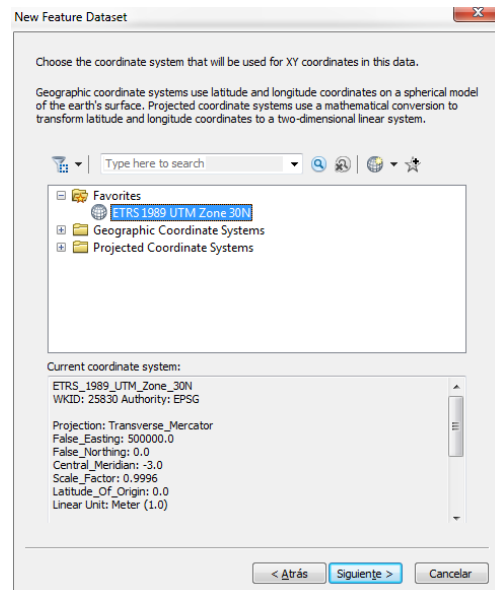 New Feature Dataset
Choose the coordinate system that will be used for XY coordinates in this data.
Geographic coordinate systems use latitude and longitude coordinates on a spherical model
of the earth's surface. Projected coordinate systems use a mathematical conversion to
transform latitude and longitude coordinates to a two-dimensional linear system.
Type here to search
Favorites
ETRS 1989 UTM Zone 30N
Geographic Coordinate Systems
Projected Coordinate Systems
Current coordinate system:
ETRS_1989_UTM_Zone_30N
WKID: 25830 Authority: EPSG
Projection: Transverse_Mercator
False_Easting: 500000.0
False_Northing: 0.0
Central_Meridian: -3.0
Scale_Factor: 0.9996
Latitude_Of_Origin: 0.0
Linear Unit: Meter (1.0)
< Atrás Siguiente > Cancelar